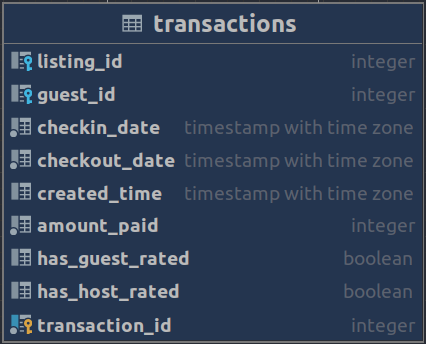 transactions
listing_id integer
guest_id integer
checkin_date timestamp with time zone
checkout_date timestamp with time zone
created_time timestamp with time zone
amount_paid integer
has_guest_rated boolean
has_host_rated boolean
transaction_id integer